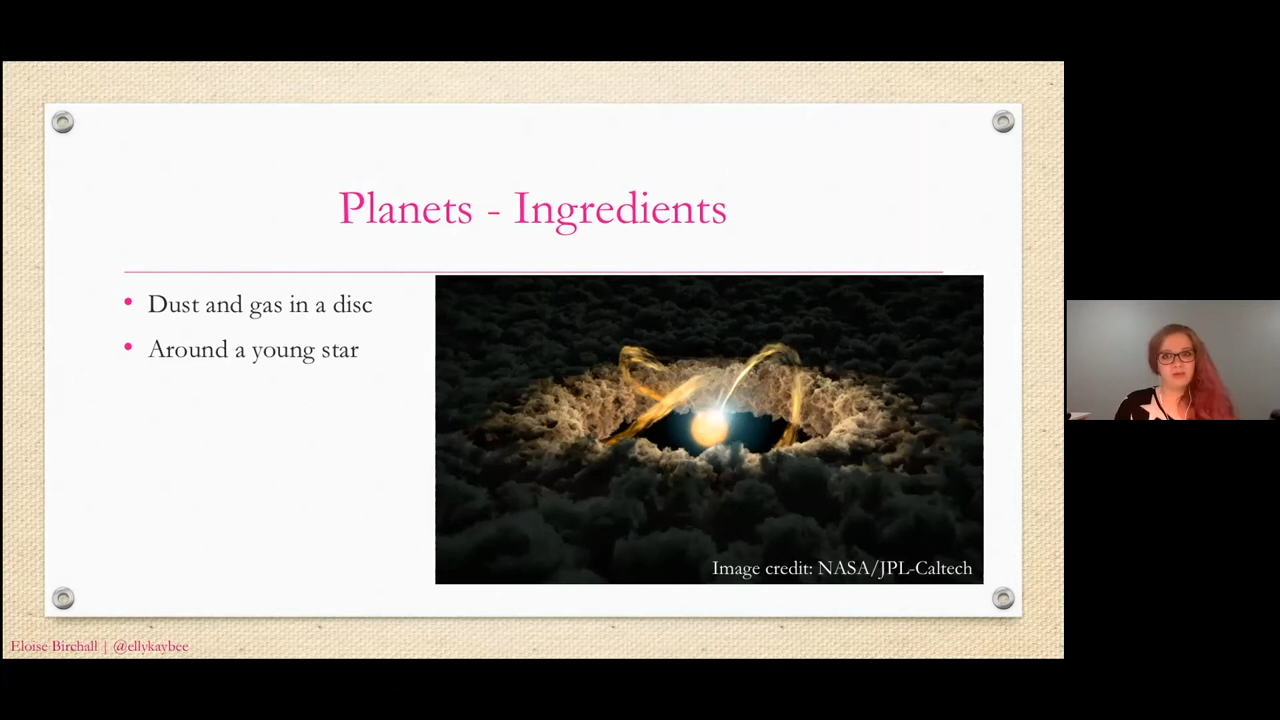 Planets - Ingredients
• Dust and gas in a disc
• Around a young star
Image credit: NASA/JPL-Caltech
Eloise Birchall | @ellykaybee